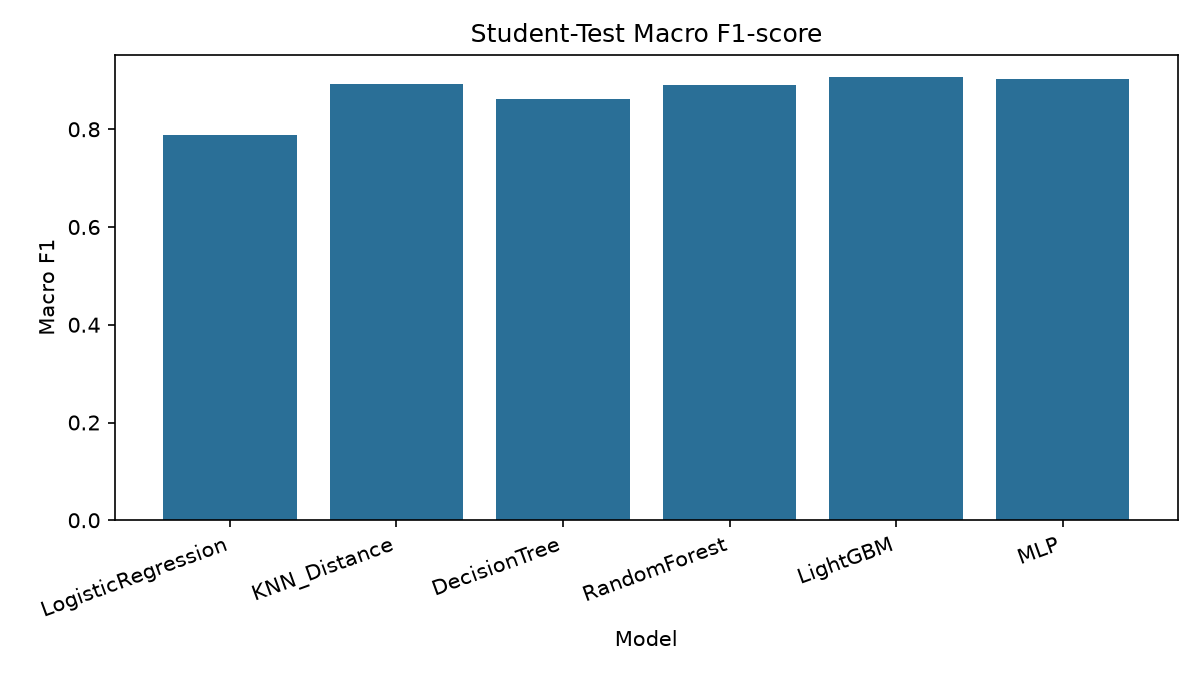 Student-Test Macro F1-score
Macro F1
0.8
0.6
0.4
0.2
0.0
LogisticRegression
KNN_Distance
DecisionTree
RandomForest
LightGBM
MLP
Model